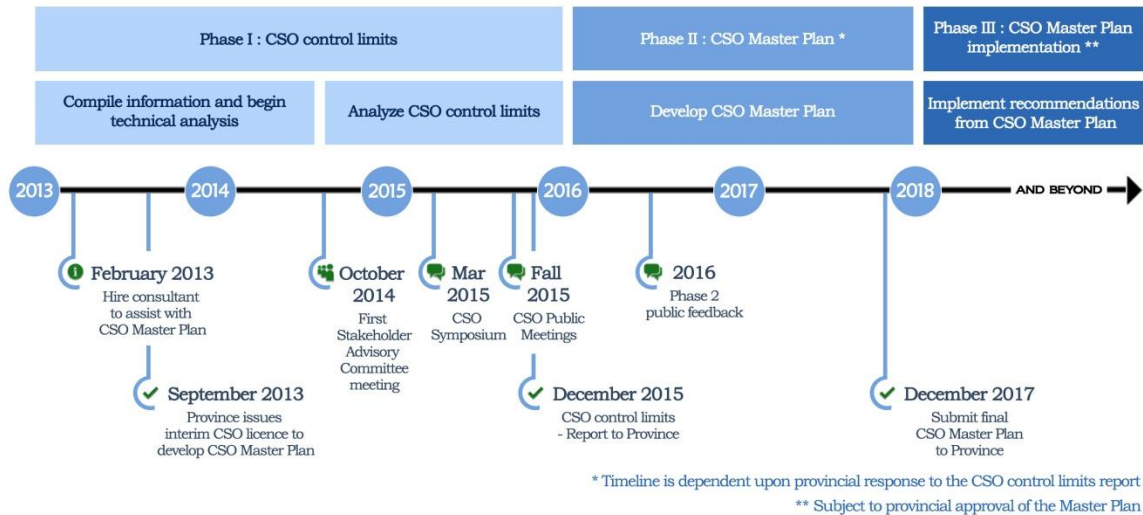 Phase I : CSO control limits
Phase II : CSO Master Plan *
Phase III : CSO Master Plan
implementation **
Compile information and begin
technical analysis
Analyze CSO control limits
Develop CSO Master Plan
Implement recommendations
from CSO Master Plan
2013
2014
2015
2016
2017
2018
AND BEYOND
February 2013
Hire consultant
to assist with
CSO Master Plan
September 2013
Province issues
interim CSO licence to
develop CSO Master Plan
October
2014
First
Stakeholder
Advisory
Committee
meeting
Mar
2015
CSO
Symposium
Fall
2015
CSO Public
Meetings
December 2015
CSO control limits
- Report to Province
2016
Phase 2
public feedback
December 2017
Submit final
CSO Master Plan
to Province
* Timeline is dependent upon provincial response to the CSO control limits report
** Subject to provincial approval of the Master Plan